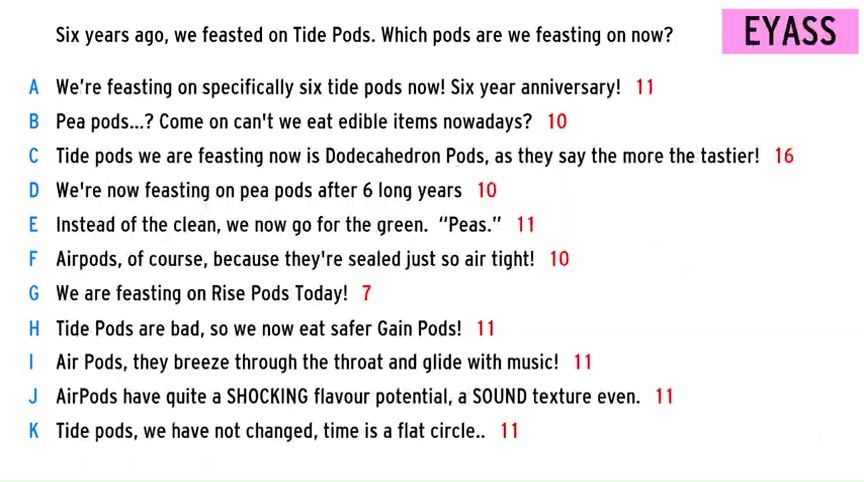 Six years ago, we feasted on Tide Pods. Which pods are we feasting on now?
EYASS
A We're feasting on specifically six tide pods now! Six year anniversary! 11
B Pea pods...? Come on can't we eat edible items nowadays? 10
C Tide pods we are feasting now is Dodecahedron Pods, as they say the more the tastier! 16
D We're now feasting on pea pods after 6 long years 10
E Instead of the clean, we now go for the green. “Peas.” 11
F Airpods, of course, because they're sealed just so air tight! 10
G We are feasting on Rise Pods Today! 7
H Tide Pods are bad, so we now eat safer Gain Pods! 11
I Air Pods, they breeze through the throat and glide with music! 11
J AirPods have quite a SHOCKING flavour potential, a SOUND texture even. 11
K Tide pods, we have not changed, time is a flat circle.. 11